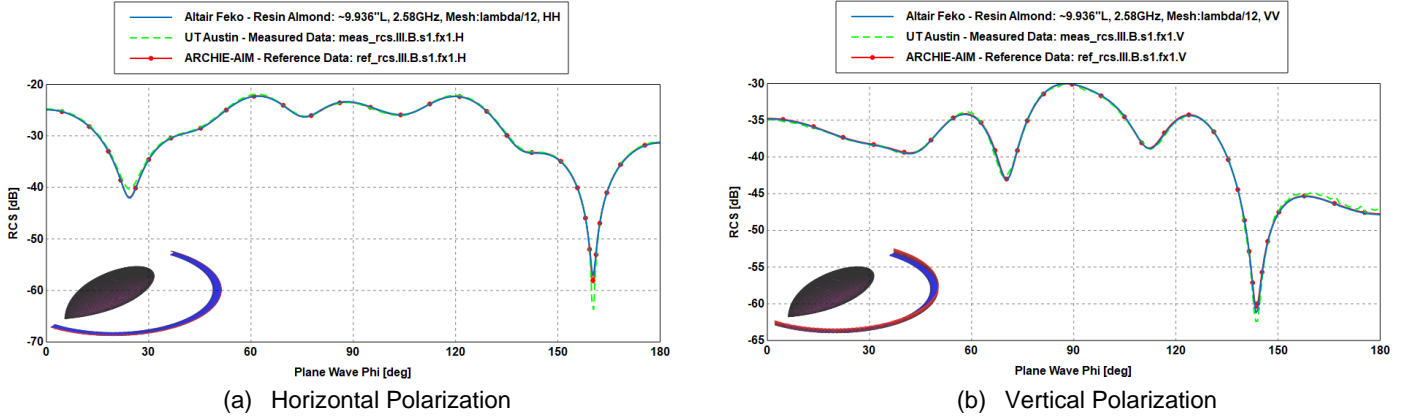 Altair Feko - Resin Almond: ~9.936"L, 2.58GHz, Mesh:lambda/12, HH
UT Austin - Measured Data: meas_rcs.III.B.s1.fx1.H
ARCHIE-AIM - Reference Data: ref_rcs.III.B.s1.fx1.H
-20
-30
-40
-50
-60
-70
RCS [dB]
0 30 60 90 120 150 180
Plane Wave Phi [deg]
(a) Horizontal Polarization
Altair Feko - Resin Almond: ~9.936"L, 2.58GHz, Mesh:lambda/12, VV
UT Austin - Measured Data: meas_rcs.III.B.s1.fx1.V
ARCHIE-AIM - Reference Data: ref_rcs.III.B.s1.fx1.V
-30
-35
-40
-45
-50
-55
-60
-65
RCS [dB]
0 30 60 90 120 150 180
Plane Wave Phi [deg]
(b) Vertical Polarization